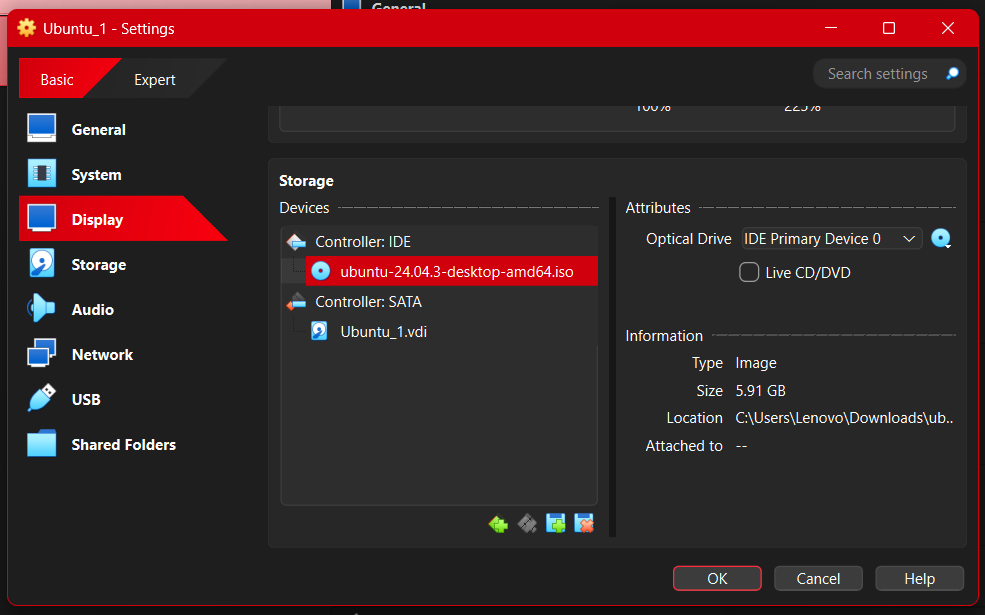 General
Ubuntu_1 - Settings
Basic
Expert
Search settings
General
System
Display
Storage
Audio
Network
USB
Shared Folders
100%
225%
Storage
Devices
Controller: IDE
ubuntu-24.04.3-desktop-amd64.iso
Controller: SATA
Ubuntu_1.vdi
Attributes
Optical Drive IDE Primary Device 0
Live CD/DVD
Information
Type Image
Size 5.91 GB
Location C:\Users\Lenovo\Downloads\ub..
Attached to --
OK
Cancel
Help